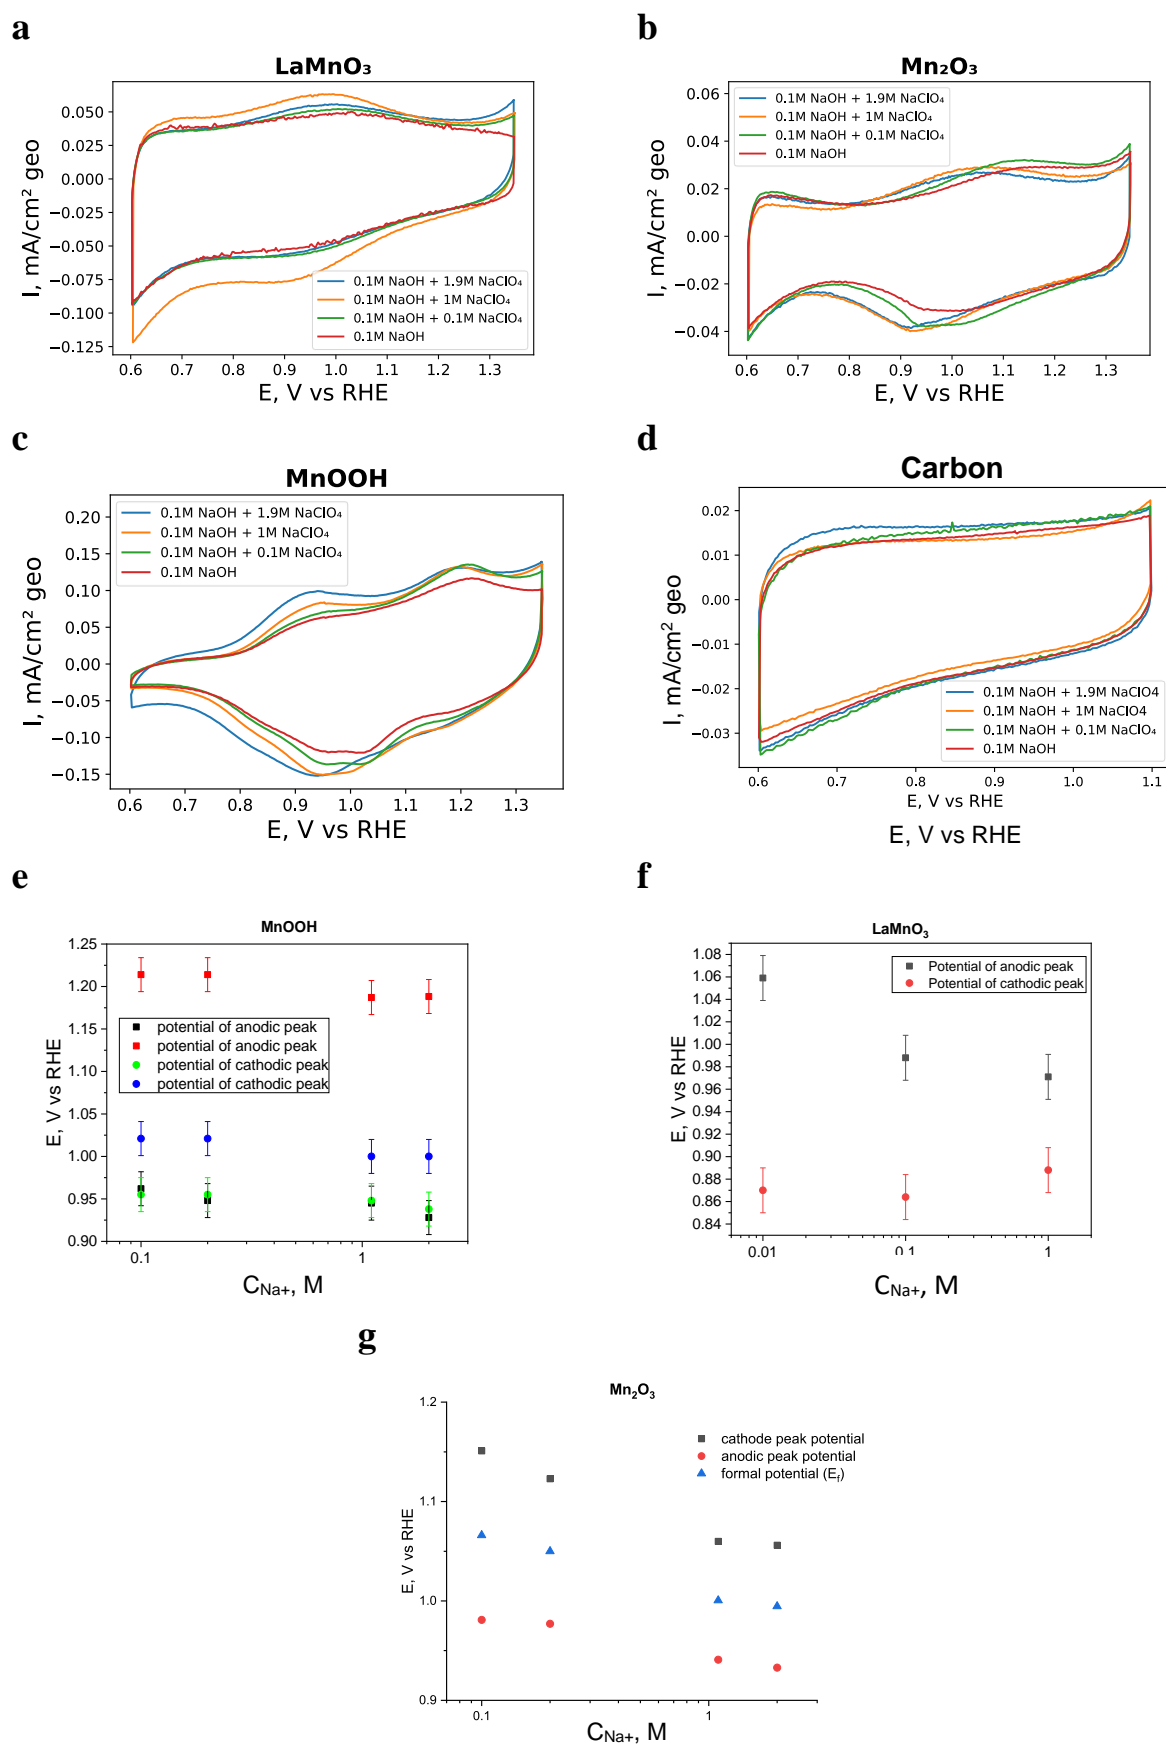 a
LaMnO₃
0.050
0.025
0.000
−0.025
−0.050
−0.075
−0.100
−0.125
I, mA/cm² geo
0.1M NaOH + 1.9M NaClO₄
0.1M NaOH + 1M NaClO₄
0.1M NaOH + 0.1M NaClO₄
0.1M NaOH
0.6 0.7 0.8 0.9 1.0 1.1 1.2 1.3
E, V vs RHE
b
Mn₂O₃
0.06
0.04
0.02
0.00
−0.02
−0.04
I, mA/cm² geo
0.1M NaOH + 1.9M NaClO₄
0.1M NaOH + 1M NaClO₄
0.1M NaOH + 0.1M NaClO₄
0.1M NaOH
0.6 0.7 0.8 0.9 1.0 1.1 1.2 1.3
E, V vs RHE
c
MnOOH
0.20
0.15
0.10
0.05
0.00
−0.05
−0.10
−0.15
I, mA/cm² geo
0.1M NaOH + 1.9M NaClO₄
0.1M NaOH + 1M NaClO₄
0.1M NaOH + 0.1M NaClO₄
0.1M NaOH
0.6 0.7 0.8 0.9 1.0 1.1 1.2 1.3
E, V vs RHE
d
Carbon
0.02
0.01
0.00
−0.01
−0.02
−0.03
I, mA/cm² geo
0.1M NaOH + 1.9M NaClO4
0.1M NaOH + 1M NaClO4
0.1M NaOH + 0.1M NaClO₄
0.1M NaOH
0.6 0.7 0.8 0.9 1.0 1.1
E, V vs RHE
E, V vs RHE
e
MnOOH
1.25
1.20
1.15
1.10
1.05
1.00
0.95
0.90
E, V vs RHE
potential of anodic peak
potential of anodic peak
potential of cathodic peak
potential of cathodic peak
0.1 1
C_Na+, M
f
LaMnO₃
1.08
1.06
1.04
1.02
1.00
0.98
0.96
0.94
0.92
0.90
0.88
0.86
0.84
E, V vs RHE
Potential of anodic peak
Potential of cathodic peak
0.01 0.1 1
C_Na+, M
g
Mn₂O₃
1.2
1.1
1.0
0.9
E, V vs RHE
cathode peak potential
anodic peak potential
formal potential (E_f)
0.1 1
C_Na+, M